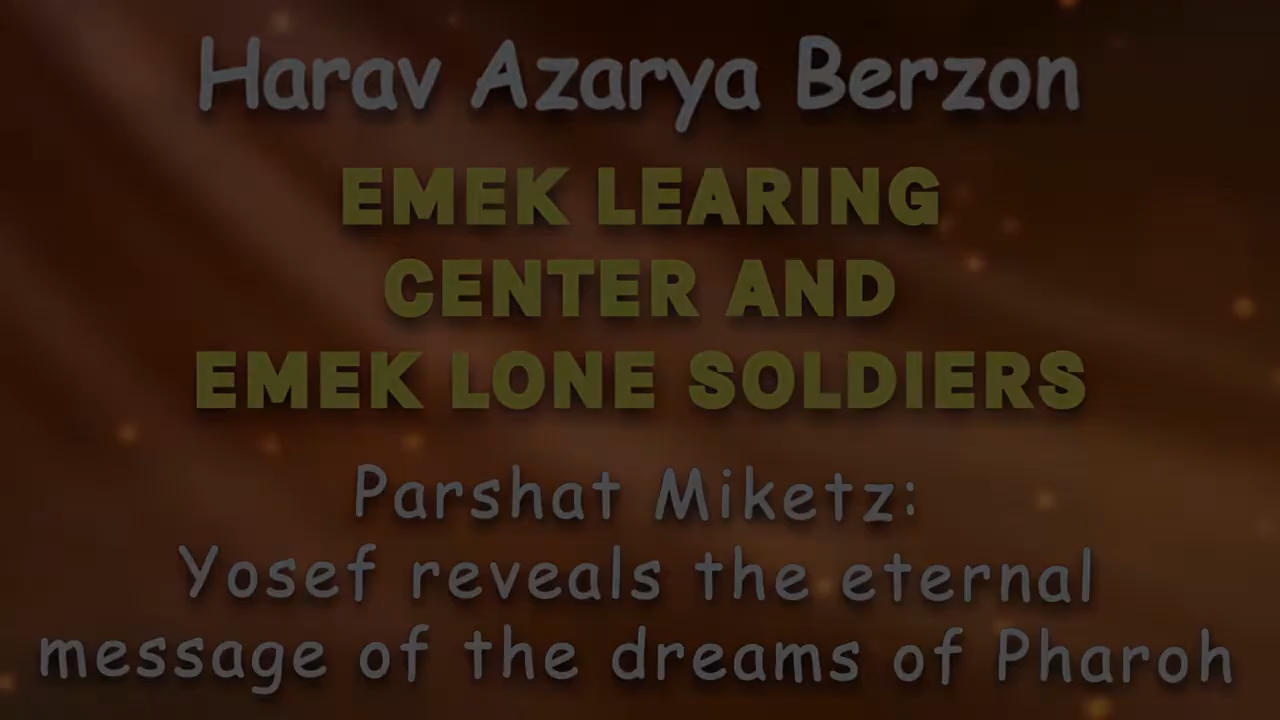 Harav Azarya Berzon
EMEK LEARING
CENTER AND
EMEK LONE SOLDIERS
Parshat Miketz:
Yosef reveals the eternal
message of the dreams of Pharoh